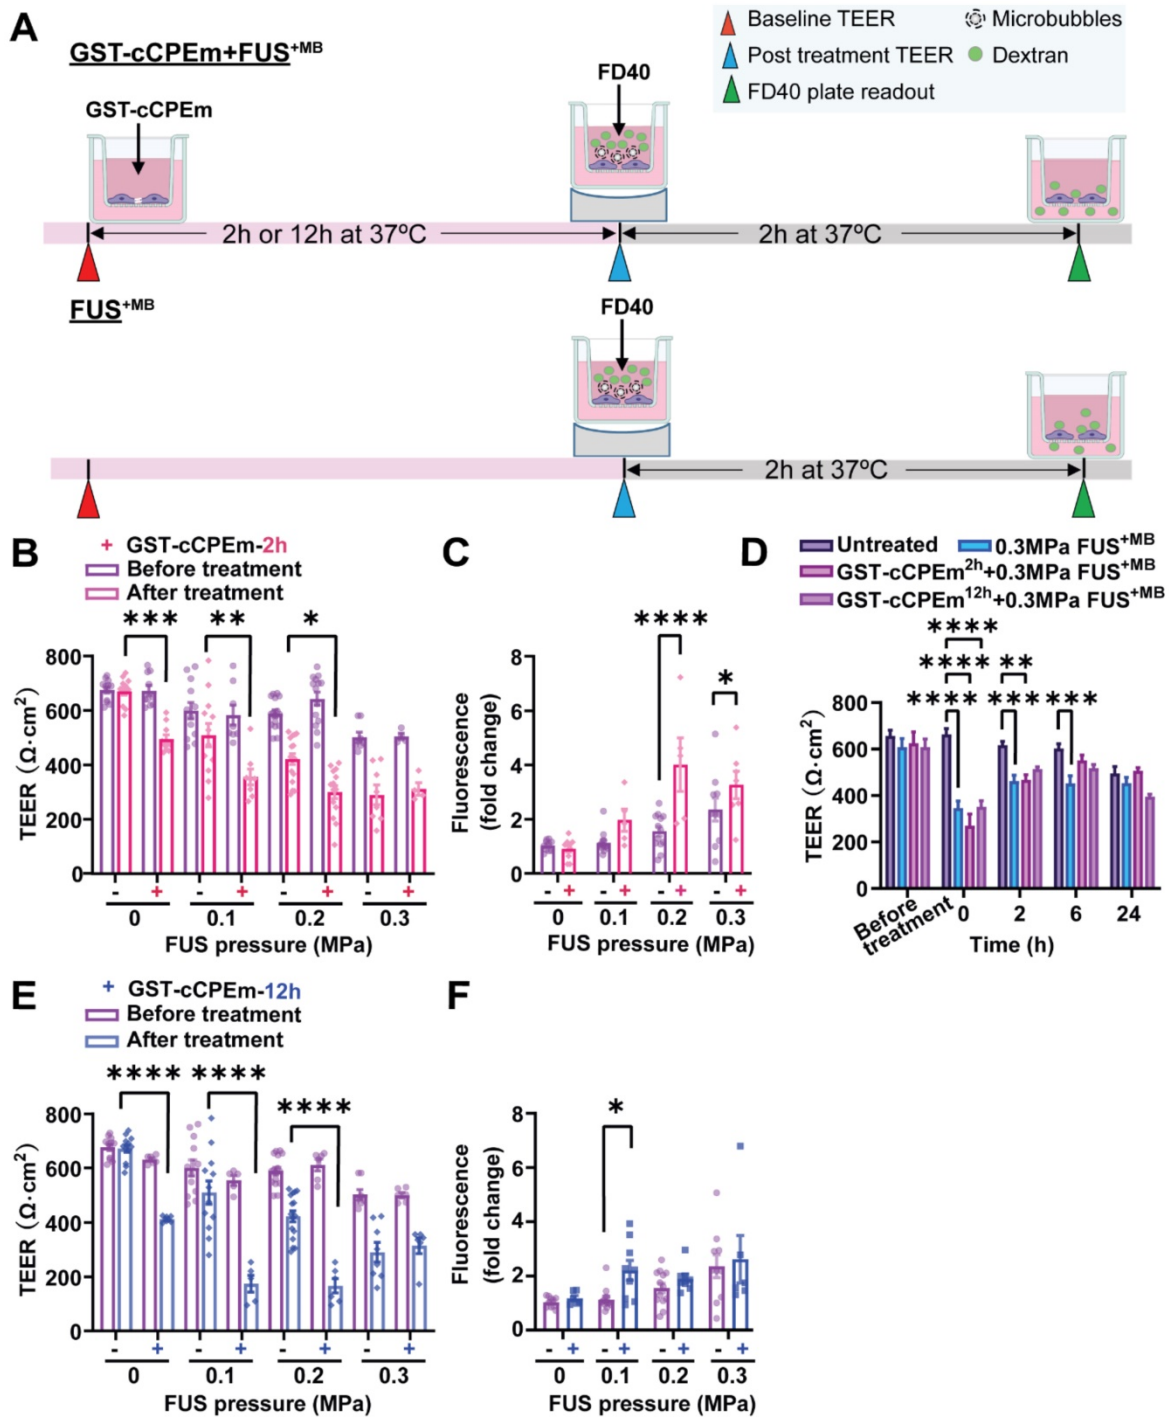 A
GST-cCPEm+FUS+MB
Baseline TEER
Microbubbles
Post treatment TEER
Dextran
FD40 plate readout
GST-cCPEm
FD40
2h or 12h at 37ºC
2h at 37ºC
FUS+MB
FD40
2h at 37ºC
B
+ GST-cCPEm-2h
Before treatment
After treatment
*** ** *
TEER (Ω·cm²)
800
600
400
200
0
- + - + - + - +
0 0.1 0.2 0.3
FUS pressure (MPa)
C
****
*
Fluorescence
(fold change)
8
6
4
2
0
- + - + - + - +
0 0.1 0.2 0.3
FUS pressure (MPa)
D
Untreated 0.3MPa FUS+MB
GST-cCPEm2h+0.3MPa FUS+MB
GST-cCPEm12h+0.3MPa FUS+MB
****
**** **
**** *** ***
TEER (Ω·cm²)
800
600
400
200
0
Before
treatment
0 2 6 24
Time (h)
E
+ GST-cCPEm-12h
Before treatment
After treatment
**** ****
****
TEER (Ω·cm²)
800
600
400
200
0
- + - + - + - +
0 0.1 0.2 0.3
FUS pressure (MPa)
F
*
Fluorescence
(fold change)
8
6
4
2
0
- + - + - + - +
0 0.1 0.2 0.3
FUS pressure (MPa)